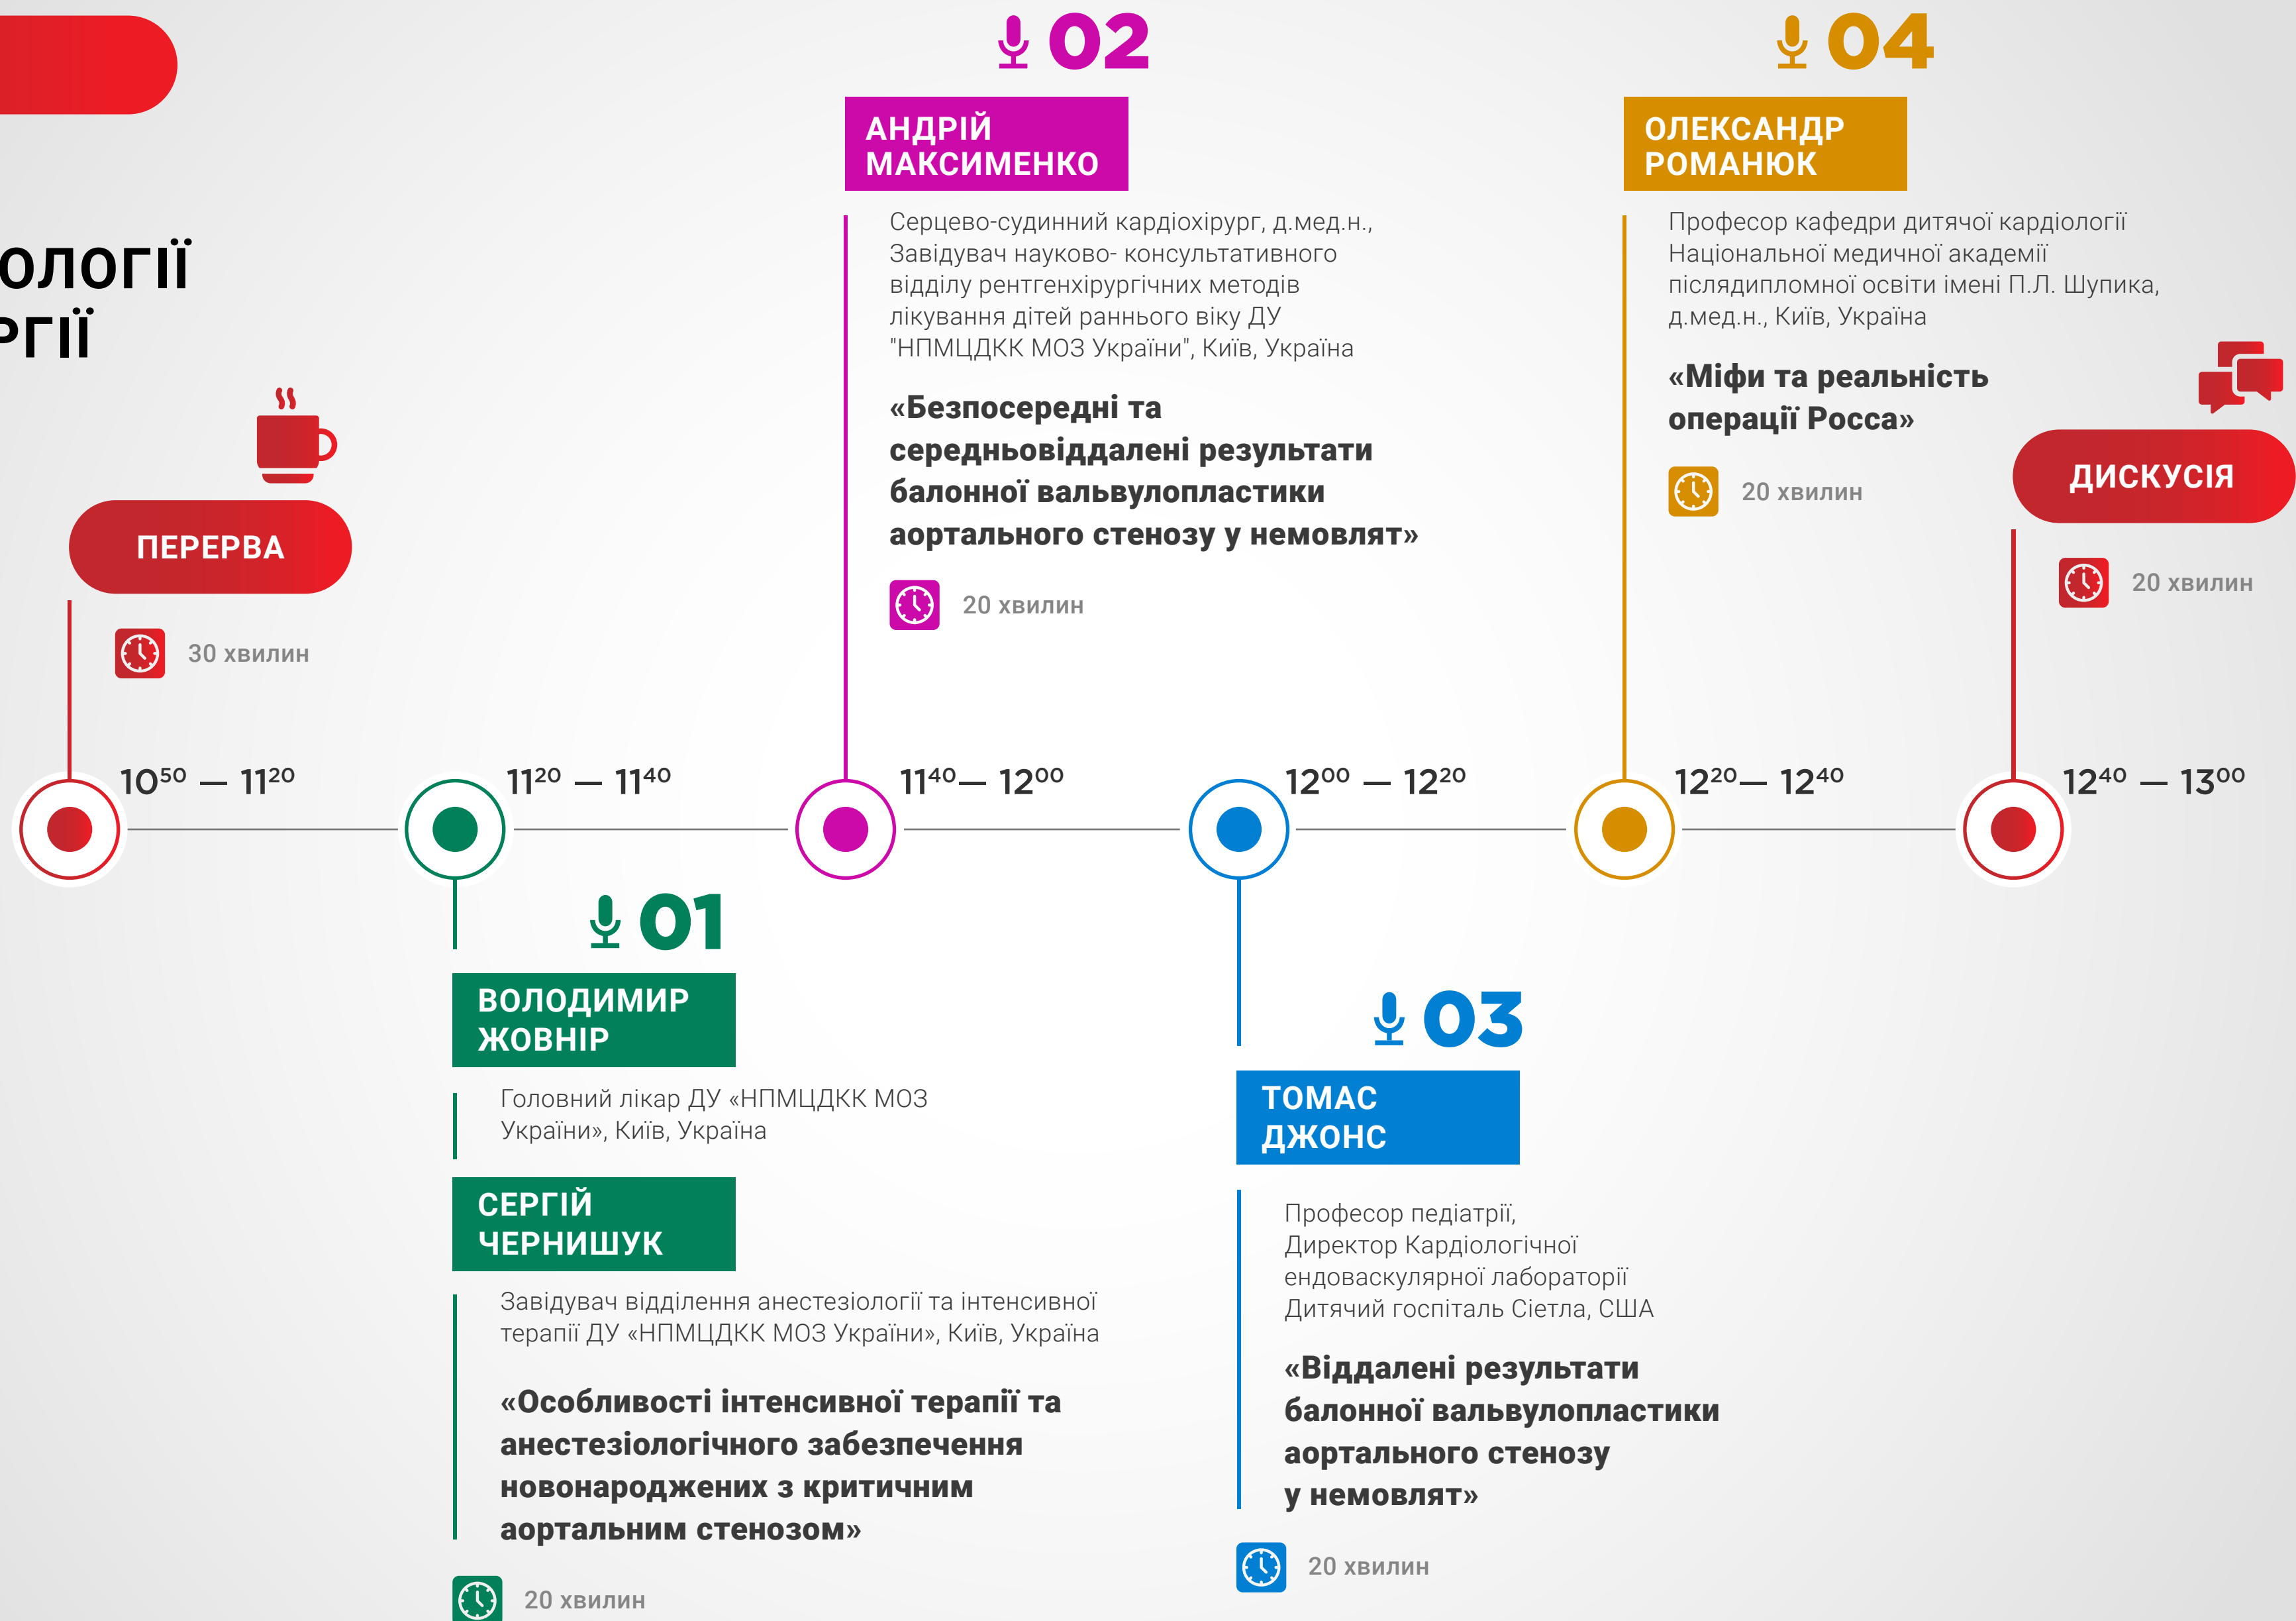 ОЛОГІЇ
РГІЇ
ПЕРЕРВА
30 хвилин
10⁵⁰ — 11²⁰
11²⁰ — 11⁴⁰
01
ВОЛОДИМИР
ЖОВНІР
Головний лікар ДУ «НПМЦДКК МОЗ
України», Київ, Україна
СЕРГІЙ
ЧЕРНИШУК
Завідувач відділення анестезіології та інтенсивної
терапії ДУ «НПМЦДКК МОЗ України», Київ, Україна
«Особливості інтенсивної терапії та
анестезіологічного забезпечення
новонароджених з критичним
аортальним стенозом»
20 хвилин
02
АНДРІЙ
МАКСИМЕНКО
Серцево-судинний кардіохірург, д.мед.н.,
Завідувач науково- консультативного
відділу рентгенхірургічних методів
лікування дітей раннього віку ДУ
"НПМЦДКК МОЗ України", Київ, Україна
«Безпосередні та
середньовіддалені результати
балонної вальвулопластики
аортального стенозу у немовлят»
20 хвилин
11⁴⁰— 12⁰⁰
12⁰⁰ — 12²⁰
03
ТОМАС
ДЖОНС
Професор педіатрії,
Директор Кардіологічної
ендоваскулярної лабораторії
Дитячий госпіталь Сіетла, США
«Віддалені результати
балонної вальвулопластики
аортального стенозу
у немовлят»
20 хвилин
04
ОЛЕКСАНДР
РОМАНЮК
Професор кафедри дитячої кардіології
Національної медичної академії
післядипломної освіти імені П.Л. Шупика,
д.мед.н., Київ, Україна
«Міфи та реальність
операції Росса»
20 хвилин
12²⁰— 12⁴⁰
ДИСКУСІЯ
20 хвилин
12⁴⁰ — 13⁰⁰